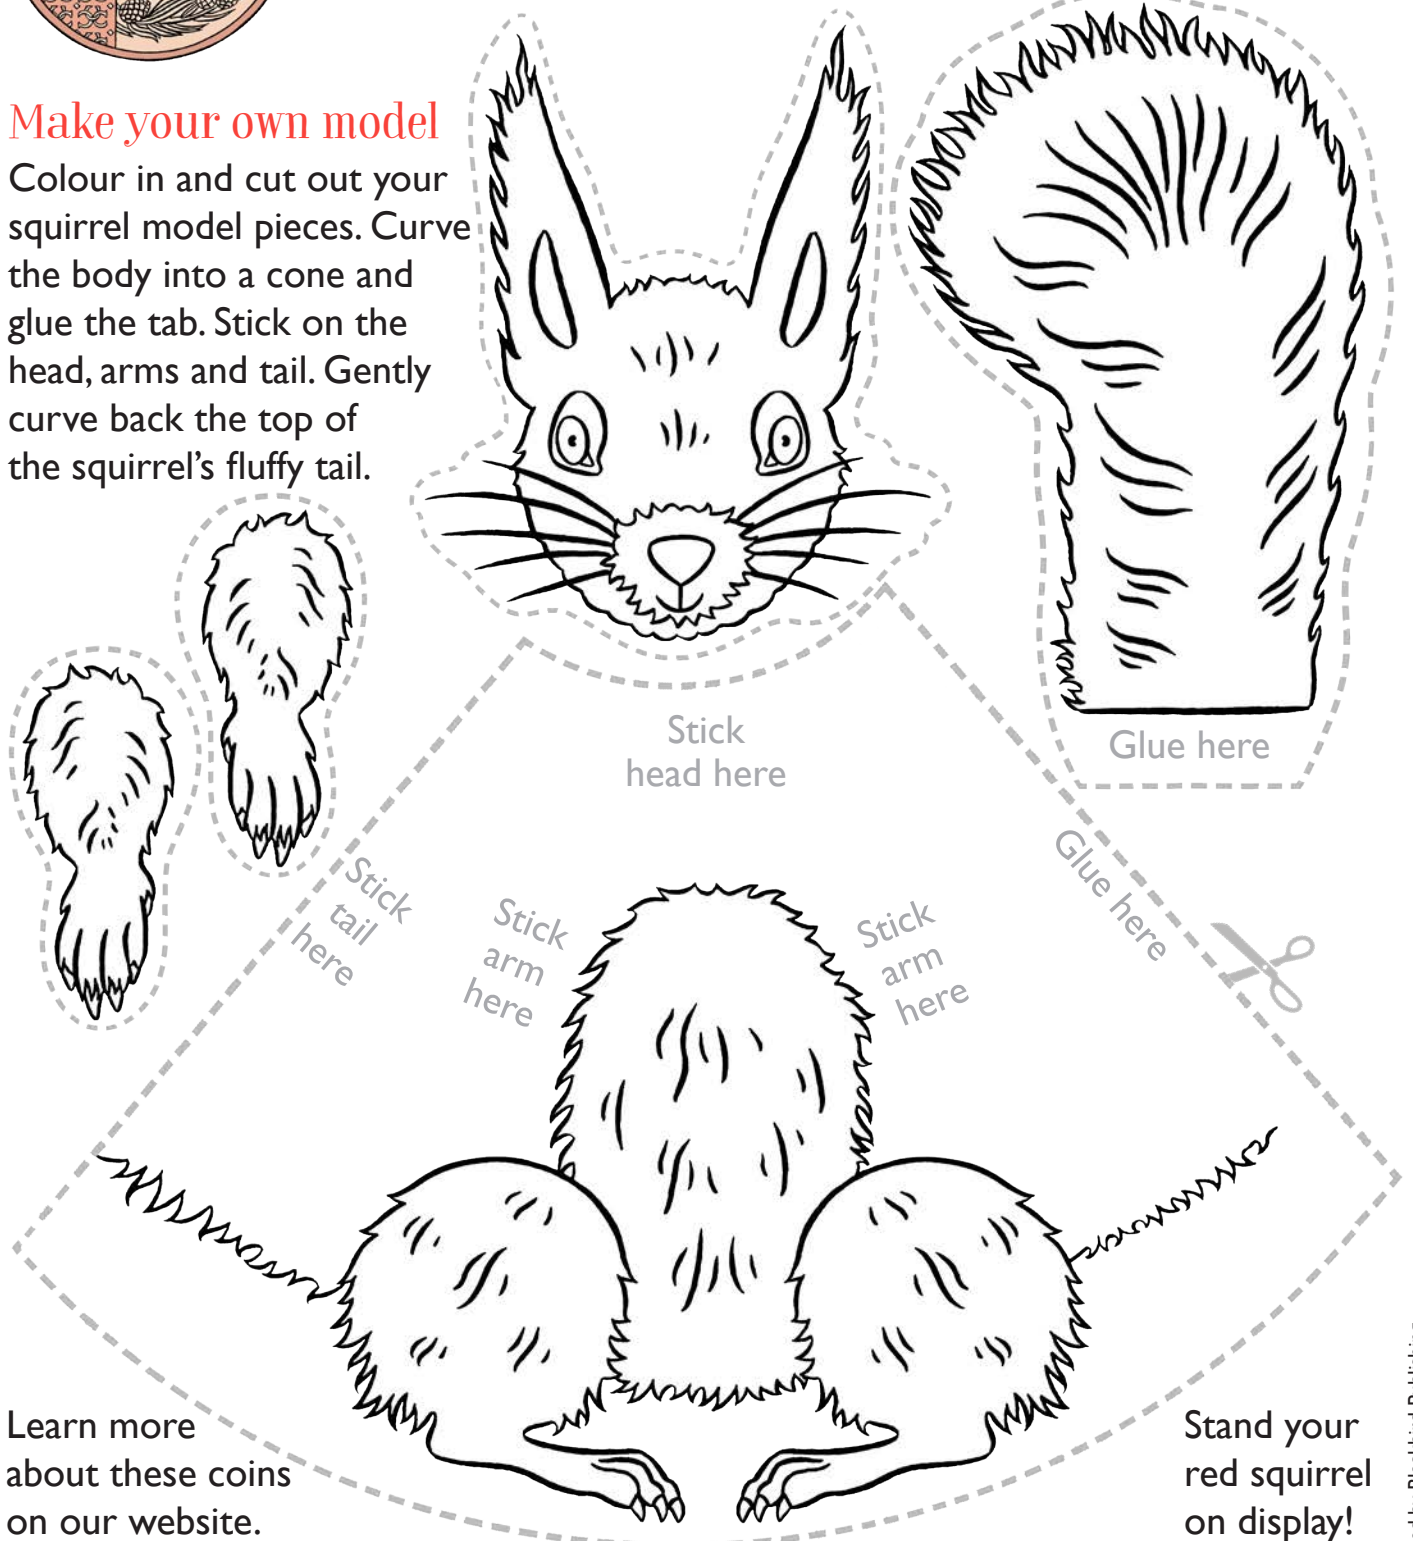 Make your own model
Colour in and cut out your
squirrel model pieces. Curve
the body into a cone and
glue the tab. Stick on the
head, arms and tail. Gently
curve back the top of
the squirrel’s fluffy tail.
Stick
head here
Glue here
Stick
tail
here
Stick
arm
here
Stick
arm
here
Glue here
Learn more
about these coins
on our website.
Stand your
red squirrel
on display!